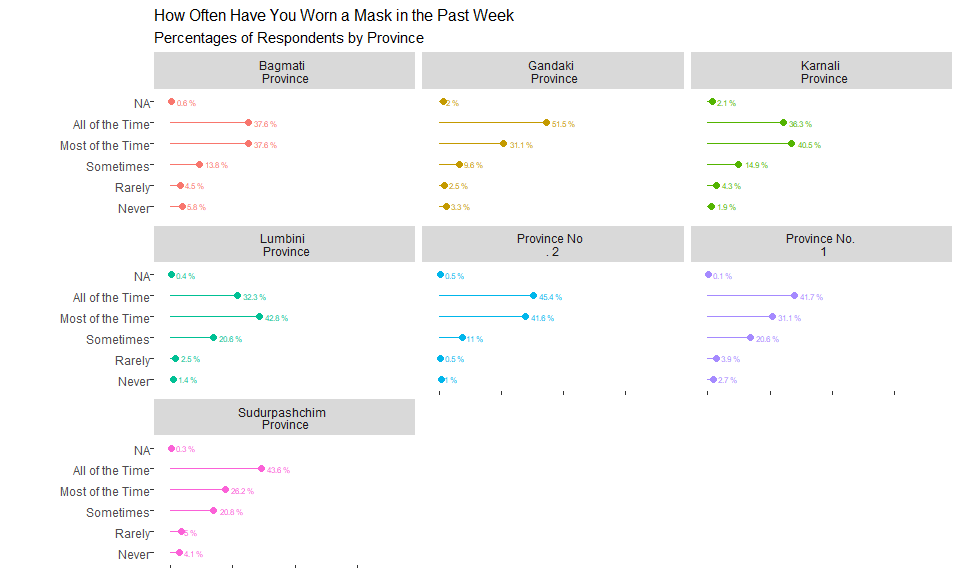 How Often Have You Worn a Mask in the Past Week
Percentages of Respondents by Province
Bagmati
Province
NA
0.6 %
All of the Time
37.6 %
Most of the Time
37.6 %
Sometimes
13.8 %
Rarely
4.5 %
Never
5.8 %
Gandaki
Province
2 %
51.5 %
31.1 %
9.6 %
2.5 %
3.3 %
Karnali
Province
2.1 %
36.3 %
40.5 %
14.9 %
4.3 %
1.9 %
Lumbini
Province
NA
0.4 %
All of the Time
32.3 %
Most of the Time
42.8 %
Sometimes
20.6 %
Rarely
2.5 %
Never
1.4 %
Province No
. 2
0.5 %
45.4 %
41.6 %
11 %
0.5 %
1 %
Province No.
1
0.1 %
41.7 %
31.1 %
20.6 %
3.9 %
2.7 %
Sudurpashchim
Province
NA
0.3 %
All of the Time
43.6 %
Most of the Time
26.2 %
Sometimes
20.8 %
Rarely
5 %
Never
4.1 %